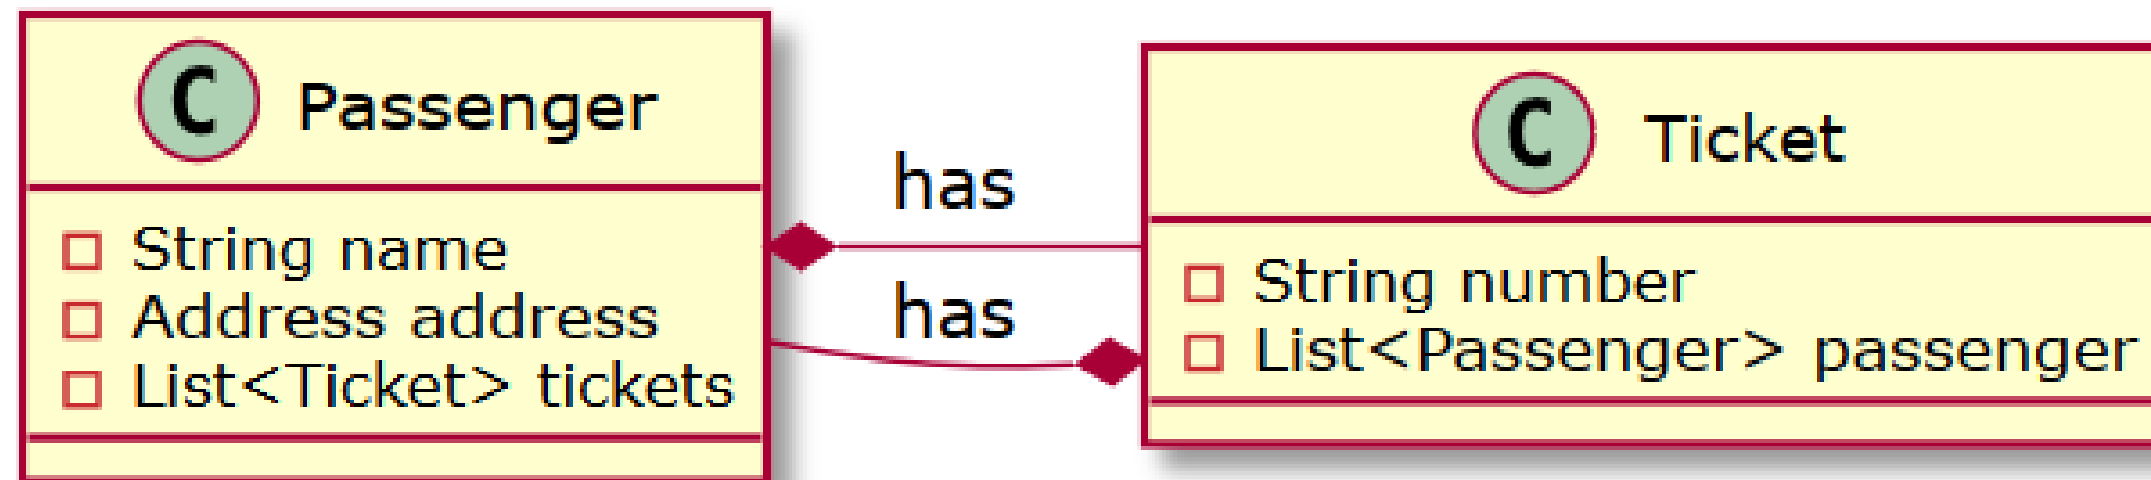 C Passenger
String name
Address address
List<Ticket> tickets
has
has
C Ticket
String number
List<Passenger> passenger